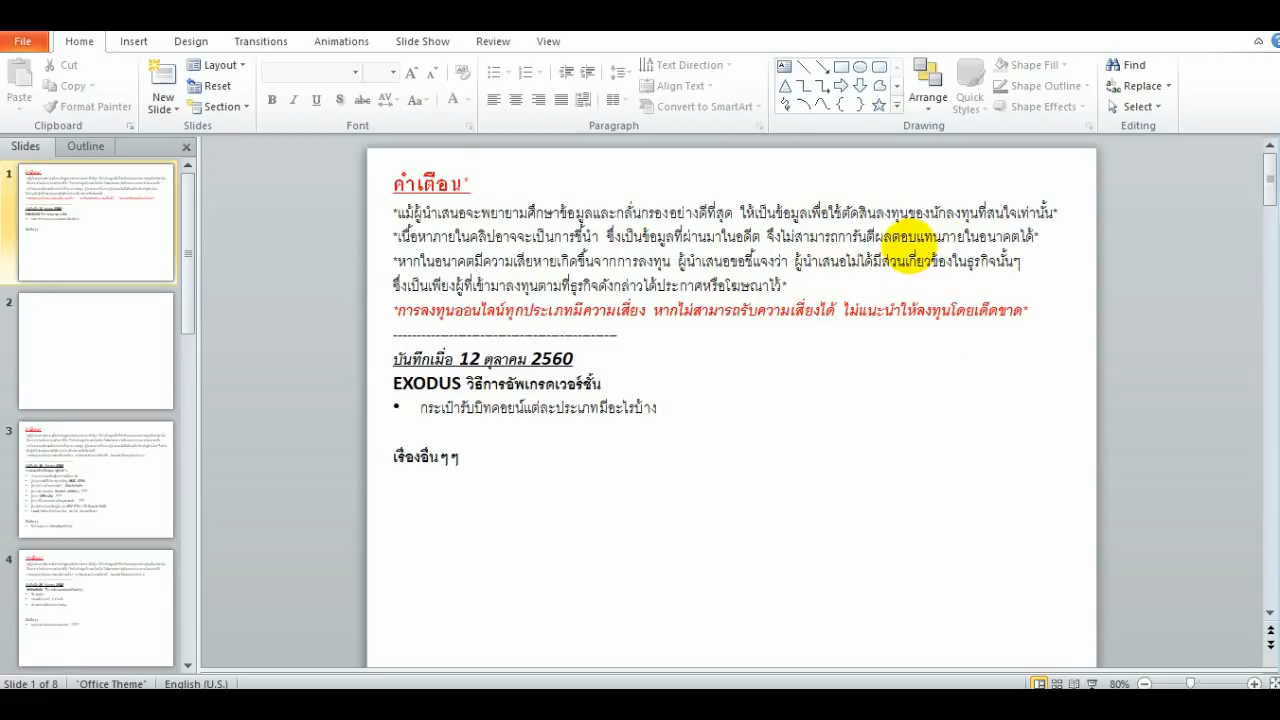 File Home Insert Design Transitions Animations Slide Show Review View
Cut
Copy
Format Painter
Paste
Clipboard
New Slide
Layout
Reset
Section
Slides
Font
Text Direction
Align Text
Convert to SmartArt
Paragraph
Arrange
Quick Styles
Shape Fill
Shape Outline
Shape Effects
Drawing
Find
Replace
Select
Editing
Slides Outline
1
2
3
4
คำเตือน*
*แม้ผู้นำเสนอจะพยายามศึกษาข้อมูลและกลั่นกรองอย่างดีที่สุด ให้เป็นข้อมูลเพื่อใช้ตัดสินลงทุนของนักลงทุนที่สนใจเท่านั้น*
*เนื้อหาภายในคลิปอาจจะเป็นการชี้นำ ซึ่งเป็นข้อมูลที่ผ่านมาในอดีต จึงไม่สามารถการันตีผลตอบแทนภายในอนาคตได้*
*หากในอนาคตมีความเสียหายเกิดขึ้นจากการลงทุน ผู้นำเสนอขอชี้แจงว่า ผู้นำเสนอไม่ได้มีส่วนเกี่ยวข้องในธุรกิจนั้นๆ
ซึ่งเป็นเพียงผู้ที่เข้ามาลงทุนตามที่ธุรกิจดังกล่าวได้ประกาศหรือโฆษณาไว้*
*การลงทุนออนไลน์ทุกประเภทมีความเสี่ยง หากไม่สามารถรับความเสี่ยงได้ ไม่แนะนำให้ลงทุนโดยเด็ดขาด*
------------------------------------------------
บันทึกเมื่อ 12 ตุลาคม 2560
EXODUS วิธีการอัพเกรดเวอร์ชั่น
• กระเป๋ารับบิทคอยน์แต่ละประเภทมีอะไรบ้าง
เรื่องอื่นๆๆ
Slide 1 of 8 "Office Theme" English (U.S.) 80%